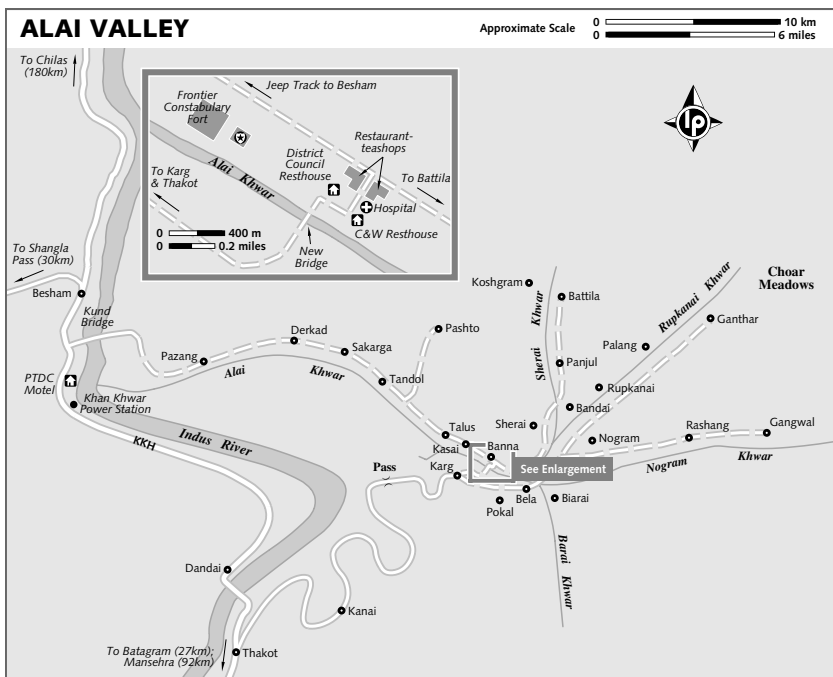 ALAI VALLEY
Approximate Scale
0 10 km
0 6 miles
To Chilas
(180km)
lp
Jeep Track to Besham
Frontier
Constabulary
Fort
Restaurant-
teashops
District
Council
Resthouse
Alai Khwar
To Karg
& Thakot
To Battila
Hospital
C&W Resthouse
0 400 m
0 0.2 miles
New
Bridge
To Shangla
Pass (30km)
Besham
Kund
Bridge
Koshgram
Battila
Choar
Meadows
Rupkanai Khwar
Ganthar
Sherai Khwar
Derkad
Sakarga
Pashto
Palang
Pazang
Alai Khwar
Panjul
Tandol
Rupkanai
PTDC
Motel
Khan Khwar
Power Station
Bandai
Indus River
KKH
Talus
Sherai
Kasai
Banna
Nogram
Rashang
Gangwal
Pass
Karg
See Enlargement
Nogram Khwar
Bela
Pokal
Biarai
Barai Khwar
Dandai
Kanai
To Batagram (27km);
Mansehra (92km)
Thakot